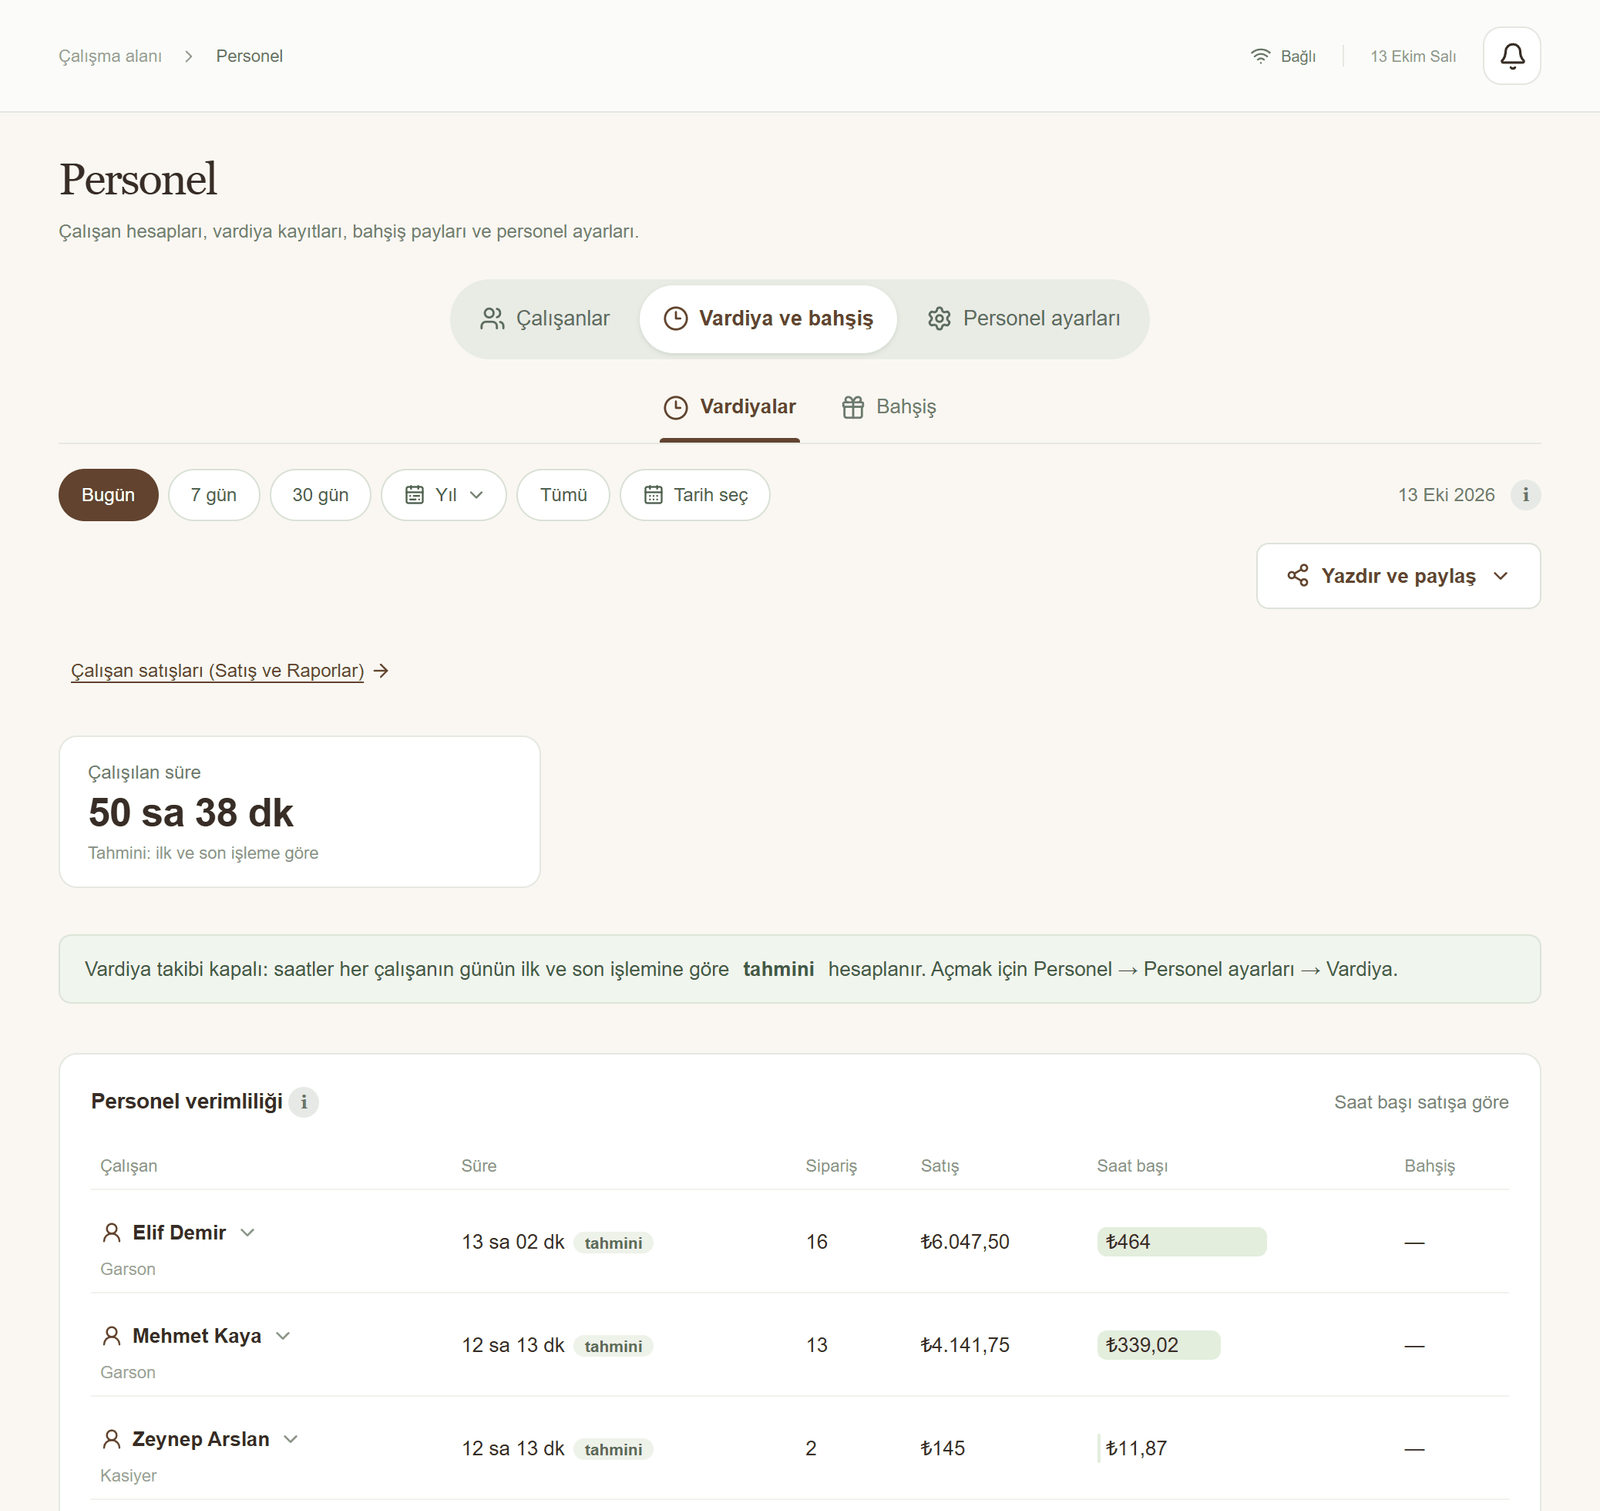 Çalışma alanı > Personel
Bağlı
13 Ekim Salı
Personel
Çalışan hesapları, vardiya kayıtları, bahşiş payları ve personel ayarları.
Çalışanlar
Vardiya ve bahşiş
Personel ayarları
Vardiyalar
Bahşiş
Bugün
7 gün
30 gün
Yıl
Tümü
Tarih seç
13 Eki 2026
i
Yazdır ve paylaş
Çalışan satışları (Satış ve Raporlar) →
Çalışılan süre
50 sa 38 dk
Tahmini: ilk ve son işleme göre
Vardiya takibi kapalı: saatler her çalışanın günün ilk ve son işlemine göre tahmini hesaplanır. Açmak için Personel → Personel ayarları → Vardiya.
Personel verimliliği i
Saat başı satışa göre
Çalışan Süre Sipariş Satış Saat başı Bahşiş
Elif Demir
13 sa 02 dk tahmini 16 ₺6.047,50 ₺464 —
Garson
Mehmet Kaya
12 sa 13 dk tahmini 13 ₺4.141,75 ₺339,02 —
Garson
Zeynep Arslan
12 sa 13 dk tahmini 2 ₺145 ₺11,87 —
Kasiyer